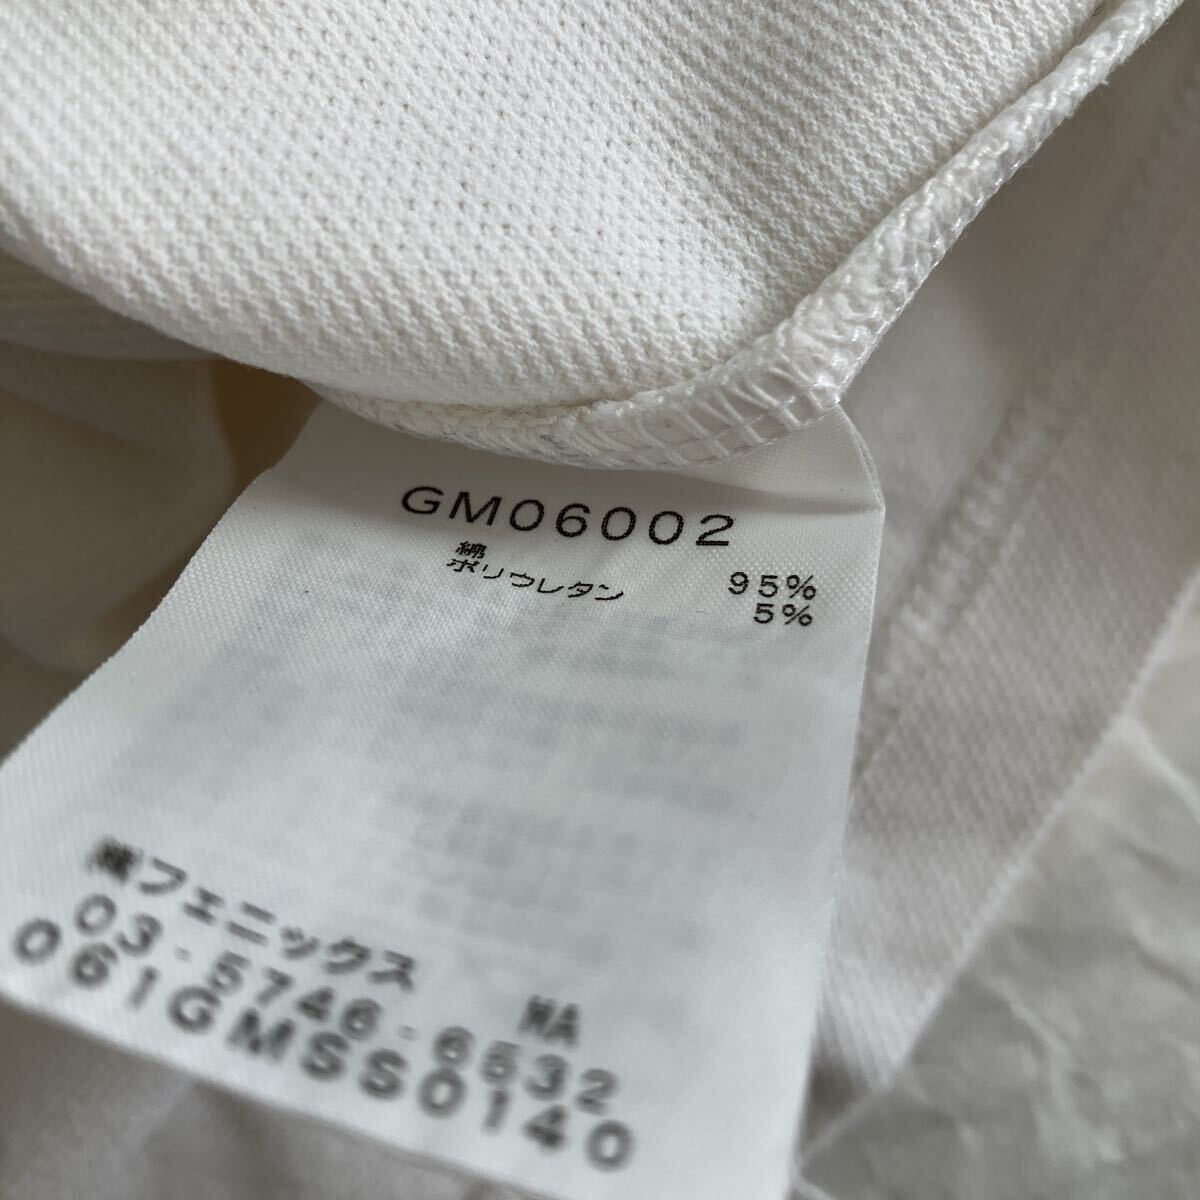 GM06002
綿 95%
ポリウレタン 5%
㈱フェニックス
03-5746-6532
MA
061GMSS0140